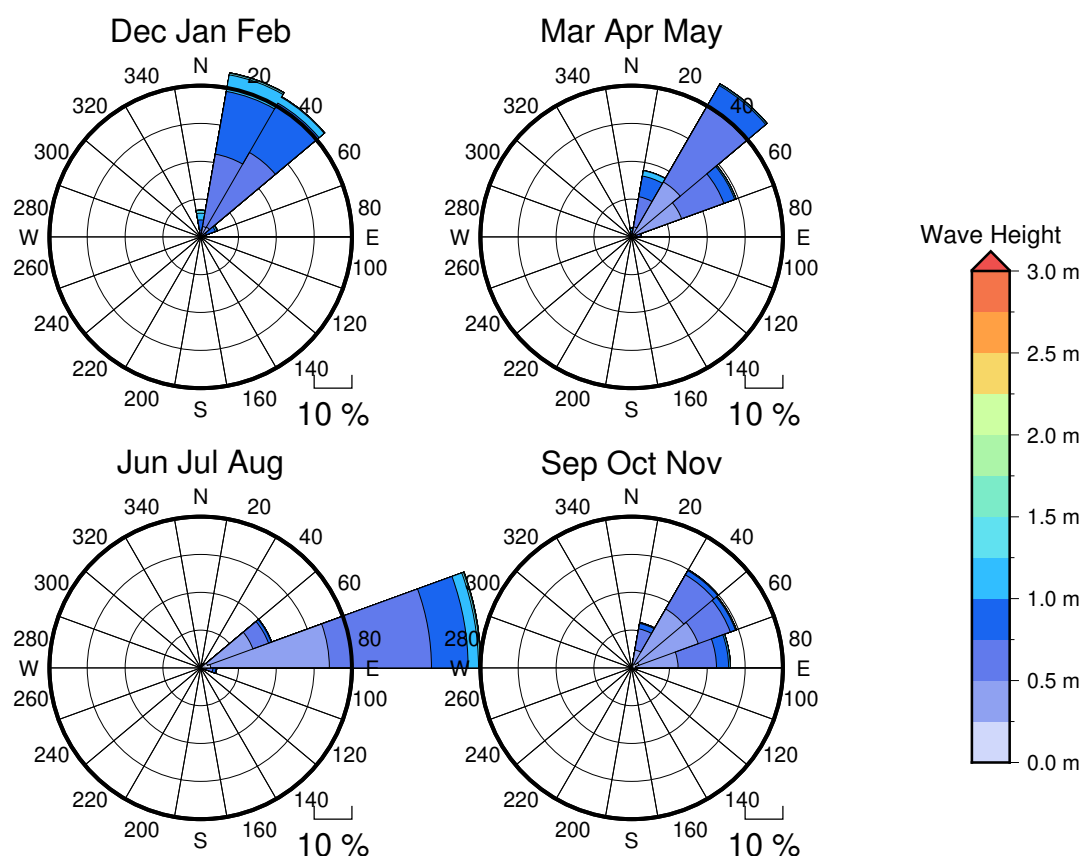 Dec Jan Feb
N
20
40
60
80
E
100
120
140
160
S
200
220
240
260
W
280
300
320
340
10 %
Mar Apr May
N
20
40
60
80
E
100
120
140
160
S
200
220
240
260
W
280
300
320
340
10 %
Jun Jul Aug
N
20
40
60
80
E
100
120
140
160
S
200
220
240
260
W
280
300
320
340
10 %
Sep Oct Nov
N
20
40
60
80
E
100
120
140
160
S
200
220
240
260
W
280
300
320
340
10 %
Wave Height
3.0 m
2.5 m
2.0 m
1.5 m
1.0 m
0.5 m
0.0 m